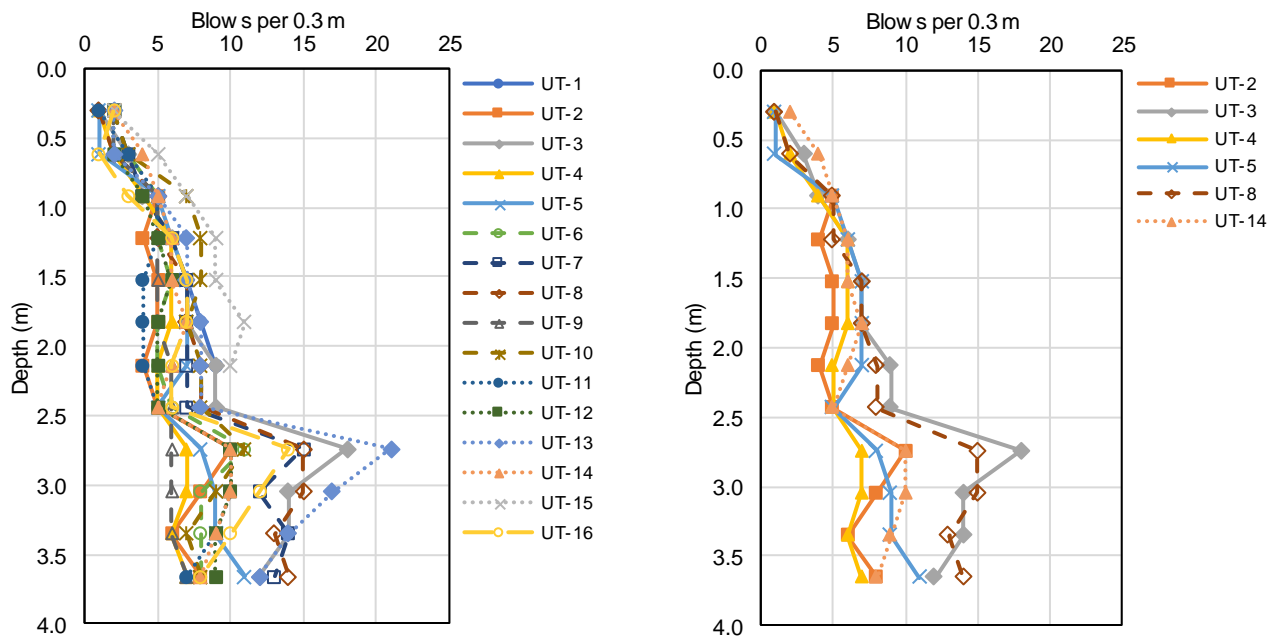 Blows per 0.3 m
0 5 10 15 20 25
0.0
0.5
1.0
1.5
2.0
2.5
3.0
3.5
4.0
Depth (m)
UT-1
UT-2
UT-3
UT-4
UT-5
UT-6
UT-7
UT-8
UT-9
UT-10
UT-11
UT-12
UT-13
UT-14
UT-15
UT-16
Blows per 0.3 m
0 5 10 15 20 25
0.0
0.5
1.0
1.5
2.0
2.5
3.0
3.5
4.0
Depth (m)
UT-2
UT-3
UT-4
UT-5
UT-8
UT-14